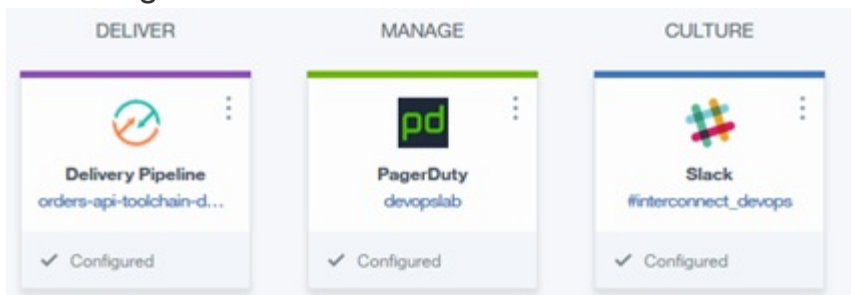 DELIVER
MANAGE
CULTURE
pd
Delivery Pipeline
PagerDuty
Slack
orders-api-toolchain-d...
devopslab
#interconnect_devops
Configured
Configured
Configured